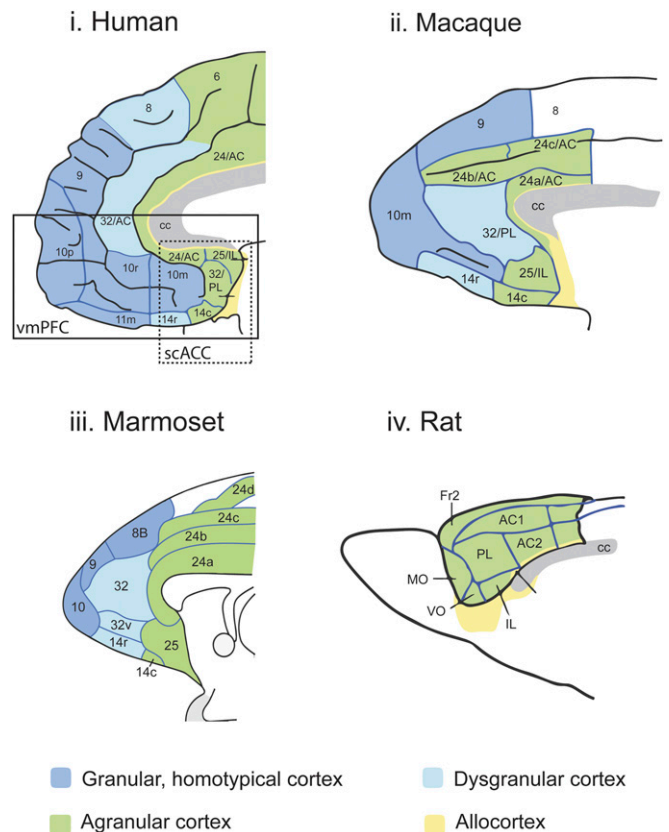 i. Human
6
8
9
24/AC
32/AC
cc
10p
10r
24/AC
25/IL
10m
32/
PL
11m
14r
14c
vmPFC
scACC
ii. Macaque
9
8
24c/AC
24b/AC
24a/AC
cc
10m
32/PL
14r
25/IL
14c
iii. Marmoset
24d
24c
8B
24b
9
24a
32
10
32v
14r
25
14c
iv. Rat
Fr2
AC1
PL
AC2
cc
MO
VO
IL
Granular, homotypical cortex
Dysgranular cortex
Agranular cortex
Allocortex